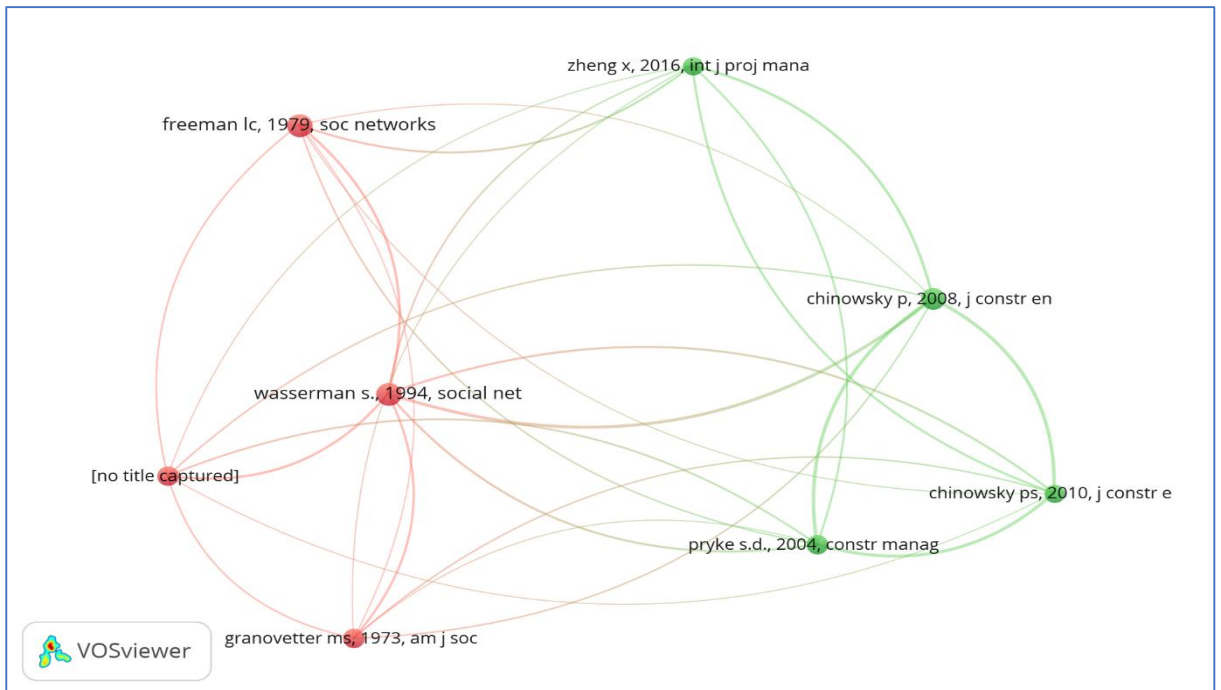 zheng x, 2016, int j proj mana
freeman lc, 1979, soc networks
chinowsky p, 2008, j constr en
wasserman s., 1994, social net
[no title captured]
chinowsky ps, 2010, j constr e
pryke s.d., 2004, constr manag
granovetter ms, 1973, am j soc
VOSviewer